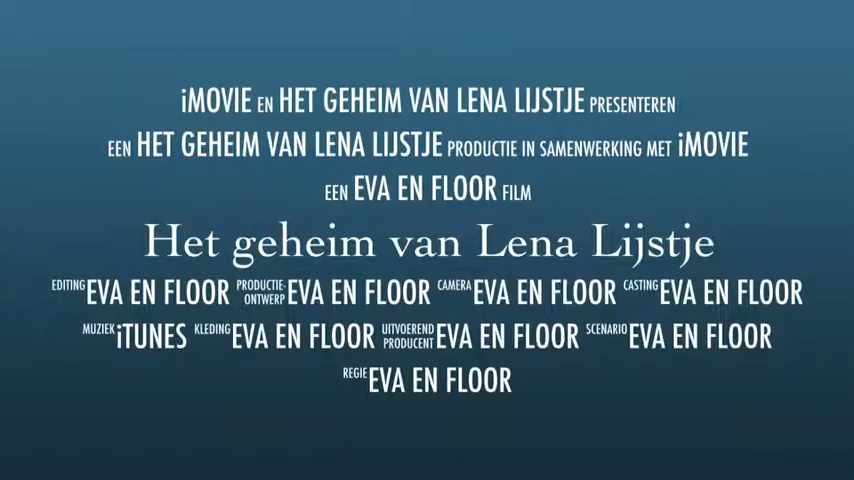 iMOVIE EN HET GEHEIM VAN LENA LIJSTJE PRESENTEREN
EEN HET GEHEIM VAN LENA LIJSTJE PRODUCTIE IN SAMENWERKING MET iMOVIE
EEN EVA EN FLOOR FILM
Het geheim van Lena Lijstje
EDITING EVA EN FLOOR PRODUCTIE-ONTWERP EVA EN FLOOR CAMERA EVA EN FLOOR CASTING EVA EN FLOOR
MUZIEK iTUNES KLEDING EVA EN FLOOR UITVOEREND PRODUCENT EVA EN FLOOR SCENARIO EVA EN FLOOR
REGIE EVA EN FLOOR